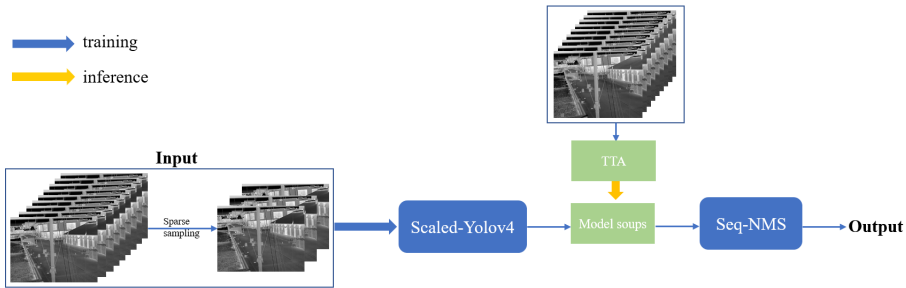 training
inference
Input
Sparse
sampling
Scaled-Yolov4
TTA
Model soups
Seq-NMS
Output